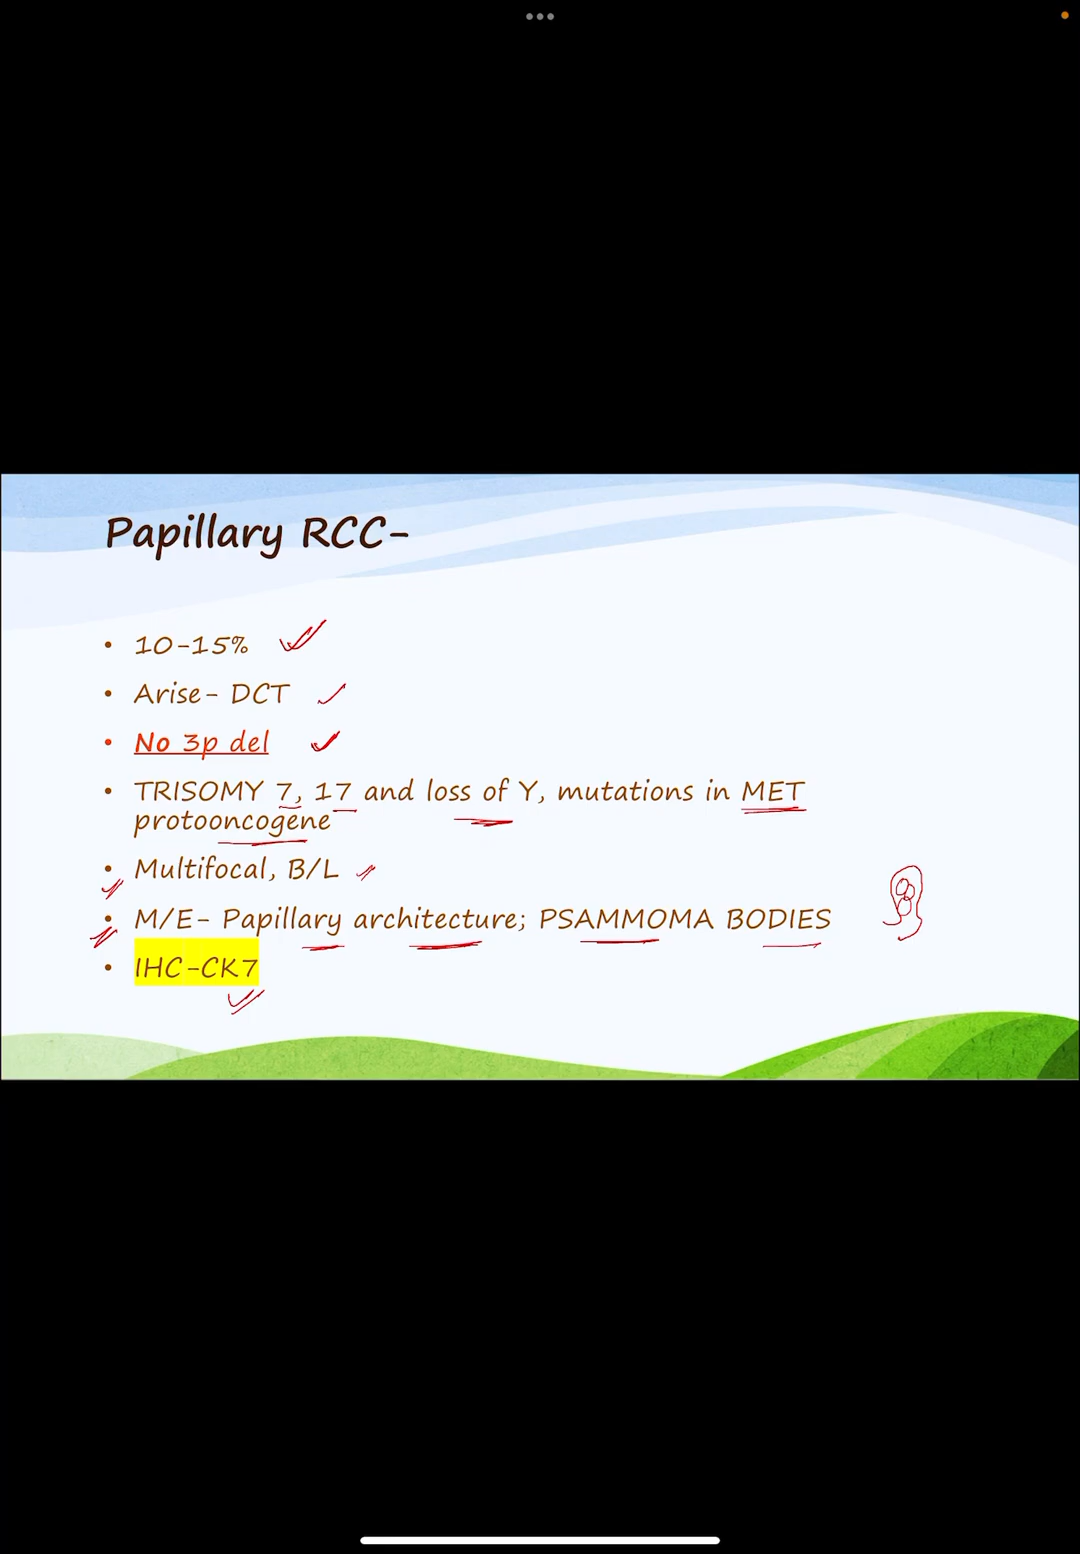 Papillary RCC-
• 10-15%
• Arise- DCT
• No 3p del
• TRISOMY 7, 17 and loss of Y, mutations in MET
protooncogene
• Multifocal, B/L
• M/E- Papillary architecture; PSAMMOMA BODIES
• IHC-CK7